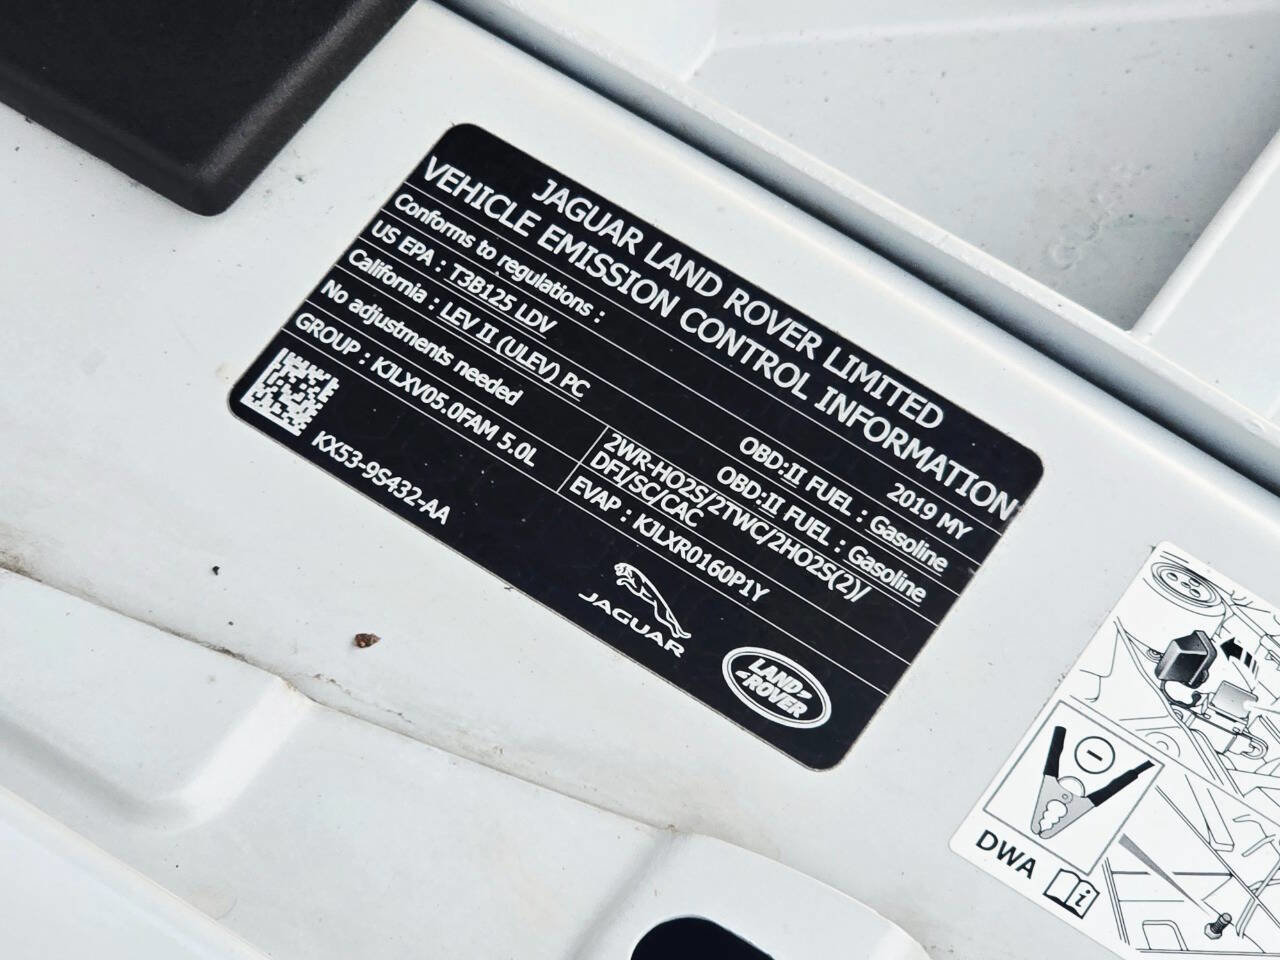 JAGUAR LAND ROVER LIMITED
VEHICLE EMISSION CONTROL INFORMATION
Conforms to regulations : 2019 MY
US EPA : T3B125 LDV OBD:II FUEL : Gasoline
California : LEV II (ULEV) PC OBD:II FUEL : Gasoline
No adjustments needed
2WR-HO2S/2TWC/2HO2S(2)/
DFI/SC/CAC
GROUP : KJLXV05.0FAM 5.0L
EVAP : KJLXR0160P1Y
KX53-9S432-AA
JAGUAR
LAND
ROVER
DWA